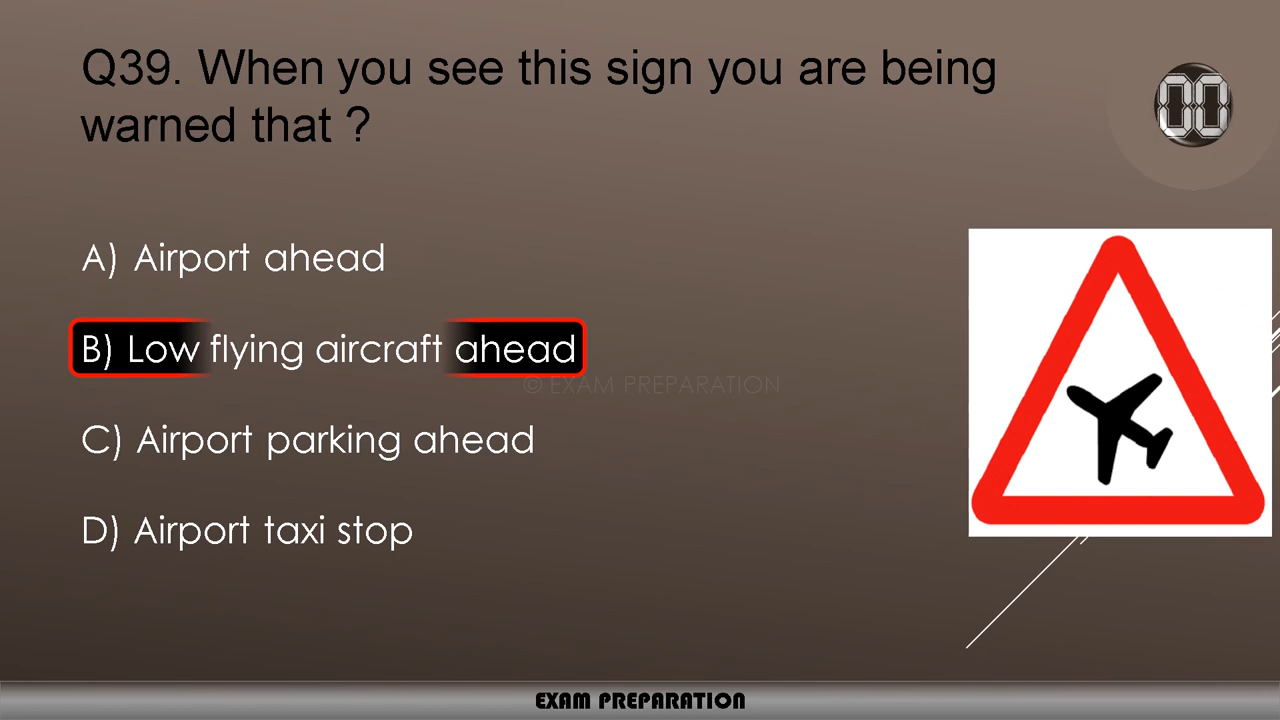 Q39. When you see this sign you are being
warned that ?
00
A) Airport ahead
B) Low flying aircraft ahead
© EXAM PREPARATION
C) Airport parking ahead
D) Airport taxi stop
EXAM PREPARATION